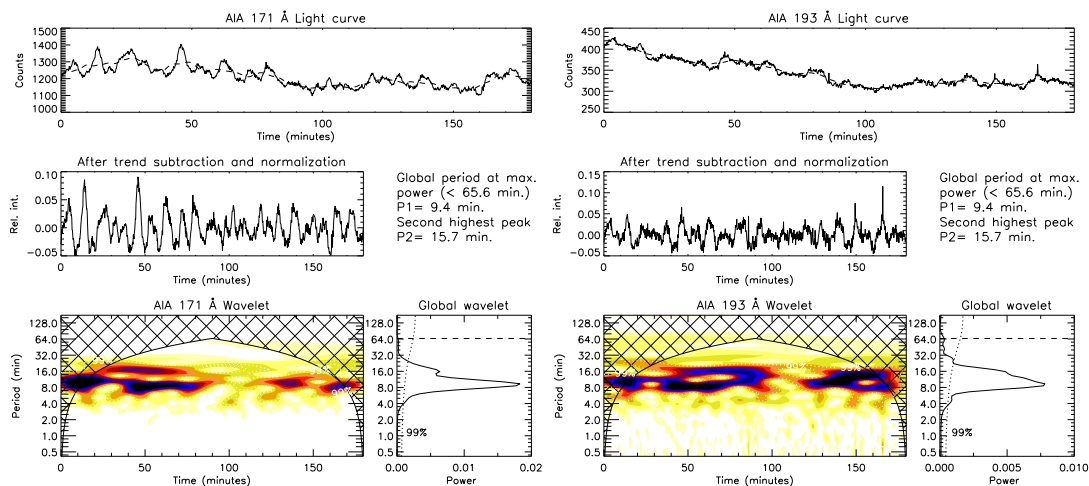 AIA 171 Å Light curve
1500
1400
1300
1200
1100
1000
Counts
0 50 100 150
Time (minutes)
After trend subtraction and normalization
0.10
0.05
0.00
−0.05
Rel. int.
0 50 100 150
Time (minutes)
Global period at max.
power (< 65.6 min.)
P1= 9.4 min.
Second highest peak
P2= 15.7 min.
AIA 171 Å Wavelet
128.0
64.0
32.0
16.0
8.0
4.0
2.0
1.0
0.5
Period (min)
0 50 100 150
Time (minutes)
Global wavelet
128.0
64.0
32.0
16.0
8.0
4.0
2.0
1.0
0.5
99%
0.00 0.01 0.02
Power
AIA 193 Å Light curve
450
400
350
300
250
Counts
0 50 100 150
Time (minutes)
After trend subtraction and normalization
0.15
0.10
0.05
0.00
−0.05
Rel. int.
0 50 100 150
Time (minutes)
Global period at max.
power (< 65.6 min.)
P1= 9.4 min.
Second highest peak
P2= 15.7 min.
AIA 193 Å Wavelet
128.0
64.0
32.0
16.0
8.0
4.0
2.0
1.0
0.5
Period (min)
99%
0 50 100 150
Time (minutes)
Global wavelet
128.0
64.0
32.0
16.0
8.0
4.0
2.0
1.0
0.5
99%
0.000 0.005 0.010
Power